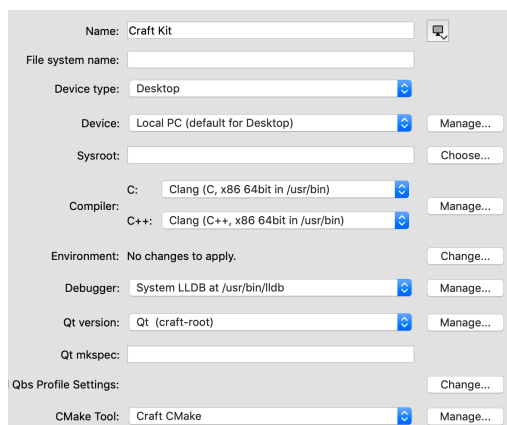 Name: Craft Kit
File system name:
Device type: Desktop
Device: Local PC (default for Desktop) Manage...
Sysroot: Choose...
C: Clang (C, x86 64bit in /usr/bin)
Compiler: Manage...
C++: Clang (C++, x86 64bit in /usr/bin)
Environment: No changes to apply. Change...
Debugger: System LLDB at /usr/bin/lldb Manage...
Qt version: Qt (craft-root) Manage...
Qt mkspec:
Qbs Profile Settings: Change...
CMake Tool: Craft CMake Manage...